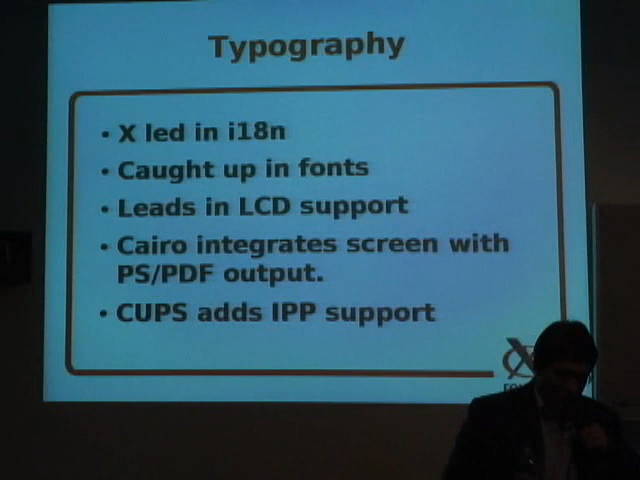 Typography
• X led in i18n
• Caught up in fonts
• Leads in LCD support
• Cairo integrates screen with
PS/PDF output.
• CUPS adds IPP support